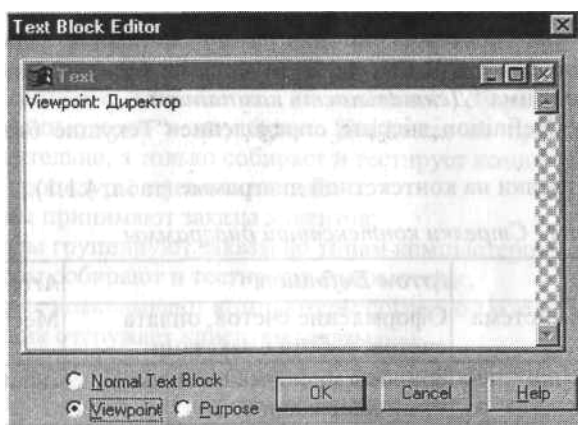 Text Block Editor
Text
Viewpoint: Директор
Normal Text Block
Viewpoint Purpose OK Cancel Help